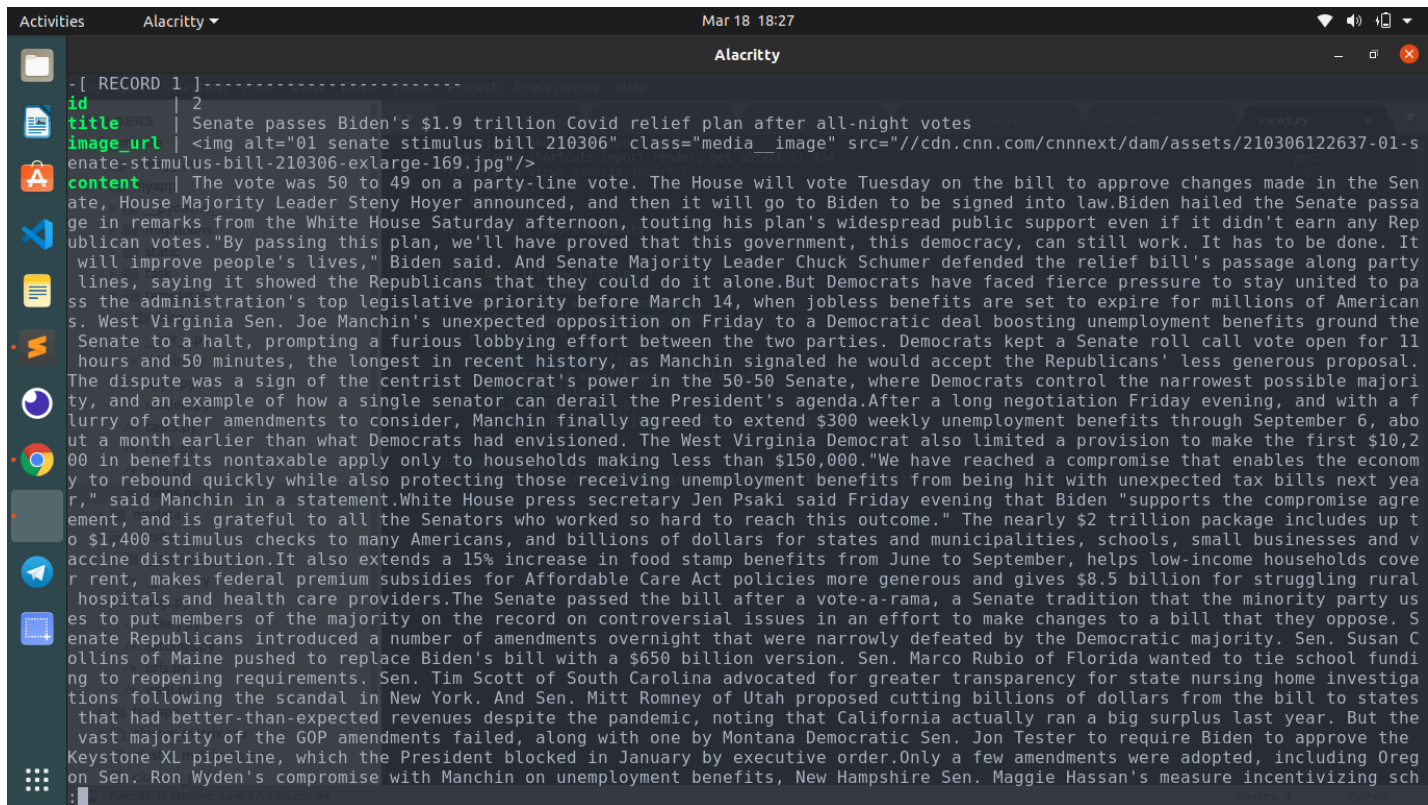 Activities Alacritty Mar 18 18:27
Alacritty
-[ RECORD 1 ]-----------------------------
Preferences Help
id | 2
title | Senate passes Biden's $1.9 trillion Covid relief plan after all-night votes
views.py
image_url | <img alt="01 senate stimulus bill 210306" class="media__image" src="//cdn.cnn.com/cnnnext/dam/assets/210306122637-01-s
enate-stimulus-bill-210306-exlarge-169.jpg"/>
content | The vote was 50 to 49 on a party-line vote. The House will vote Tuesday on the bill to approve changes made in the Sen
ate, House Majority Leader Steny Hoyer announced, and then it will go to Biden to be signed into law.Biden hailed the Senate passa
ge in remarks from the White House Saturday afternoon, touting his plan's widespread public support even if it didn't earn any Rep
ublican votes."By passing this plan, we'll have proved that this government, this democracy, can still work. It has to be done. It
will improve people's lives," Biden said. And Senate Majority Leader Chuck Schumer defended the relief bill's passage along party
lines, saying it showed the Republicans that they could do it alone.But Democrats have faced fierce pressure to stay united to pa
ss the administration's top legislative priority before March 14, when jobless benefits are set to expire for millions of American
s. West Virginia Sen. Joe Manchin's unexpected opposition on Friday to a Democratic deal boosting unemployment benefits ground the
Senate to a halt, prompting a furious lobbying effort between the two parties. Democrats kept a Senate roll call vote open for 11
hours and 50 minutes, the longest in recent history, as Manchin signaled he would accept the Republicans' less generous proposal.
The dispute was a sign of the centrist Democrat's power in the 50-50 Senate, where Democrats control the narrowest possible majori
ty, and an example of how a single senator can derail the President's agenda.After a long negotiation Friday evening, and with a f
lurry of other amendments to consider, Manchin finally agreed to extend $300 weekly unemployment benefits through September 6, abo
ut a month earlier than what Democrats had envisioned. The West Virginia Democrat also limited a provision to make the first $10,2
00 in benefits nontaxable apply only to households making less than $150,000."We have reached a compromise that enables the econom
y to rebound quickly while also protecting those receiving unemployment benefits from being hit with unexpected tax bills next yea
r," said Manchin in a statement.White House press secretary Jen Psaki said Friday evening that Biden "supports the compromise agre
ement, and is grateful to all the Senators who worked so hard to reach this outcome." The nearly $2 trillion package includes up t
o $1,400 stimulus checks to many Americans, and billions of dollars for states and municipalities, schools, small businesses and v
accine distribution.It also extends a 15% increase in food stamp benefits from June to September, helps low-income households cove
r rent, makes federal premium subsidies for Affordable Care Act policies more generous and gives $8.5 billion for struggling rural
hospitals and health care providers.The Senate passed the bill after a vote-a-rama, a Senate tradition that the minority party us
es to put members of the majority on the record on controversial issues in an effort to make changes to a bill that they oppose. S
enate Republicans introduced a number of amendments overnight that were narrowly defeated by the Democratic majority. Sen. Susan C
ollins of Maine pushed to replace Biden's bill with a $650 billion version. Sen. Marco Rubio of Florida wanted to tie school fundi
ng to reopening requirements. Sen. Tim Scott of South Carolina advocated for greater transparency for state nursing home investiga
tions following the scandal in New York. And Sen. Mitt Romney of Utah proposed cutting billions of dollars from the bill to states
that had better-than-expected revenues despite the pandemic, noting that California actually ran a big surplus last year. But the
vast majority of the GOP amendments failed, along with one by Montana Democratic Sen. Jon Tester to require Biden to approve the
Keystone XL pipeline, which the President blocked in January by executive order.Only a few amendments were adopted, including Oreg
on Sen. Ron Wyden's compromise with Manchin on unemployment benefits, New Hampshire Sen. Maggie Hassan's measure incentivizing sch
: